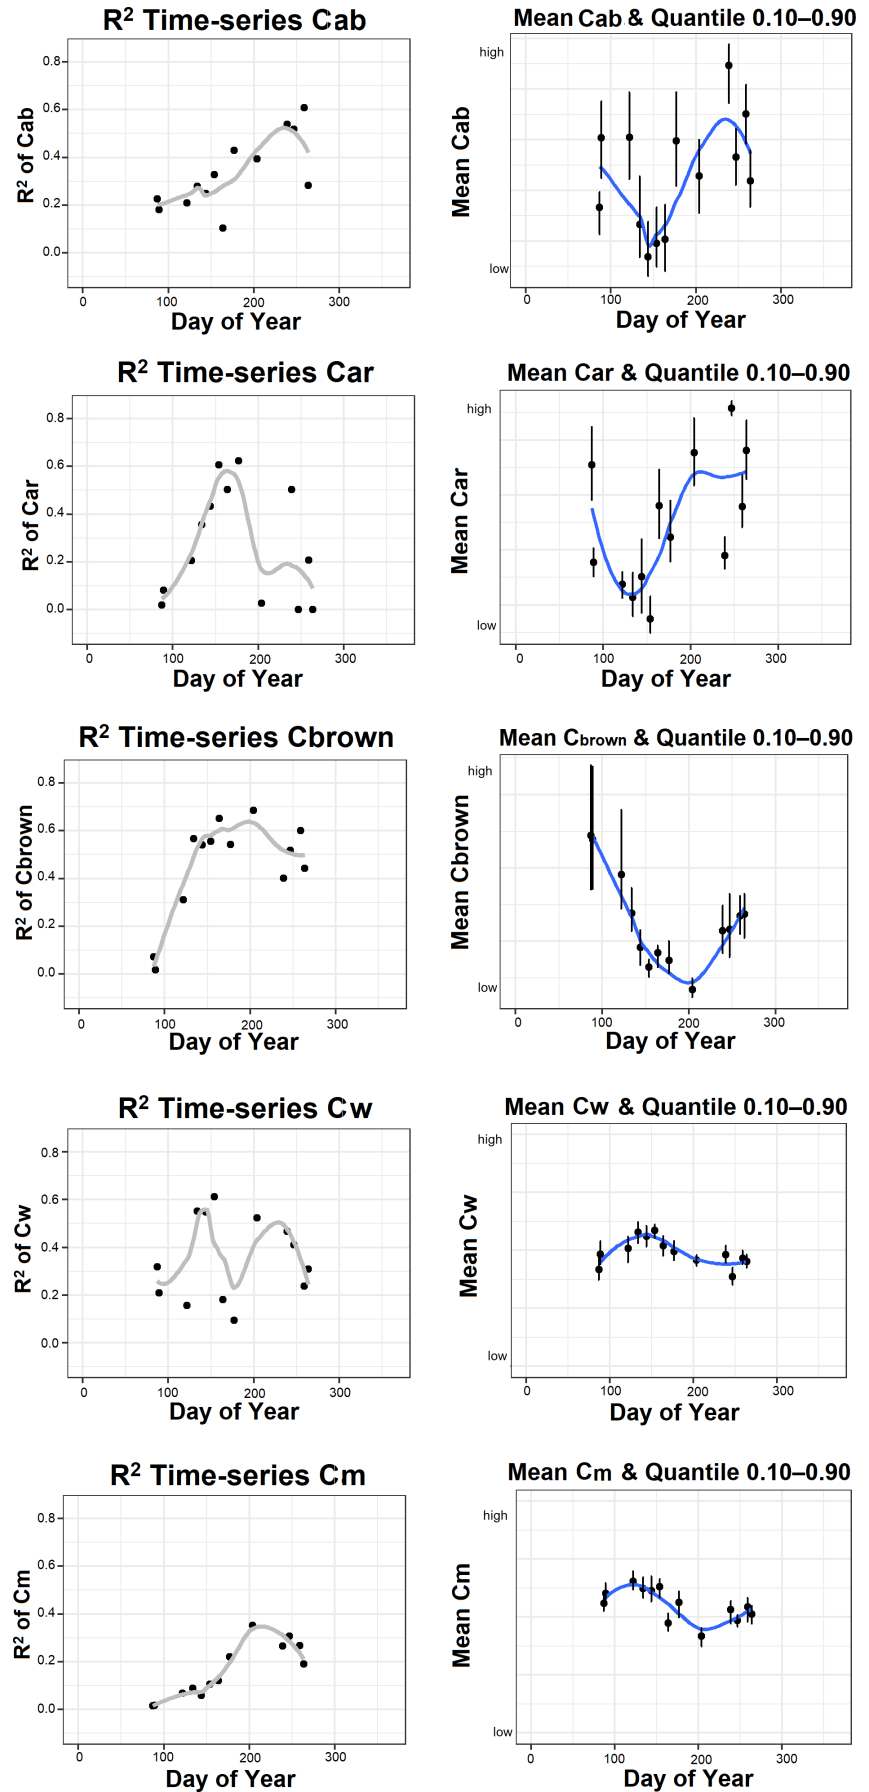 R² Time-series Cab
R² of Cab
0.8
0.6
0.4
0.2
0.0
0 100 200 300
Day of Year
Mean Cab & Quantile 0.10–0.90
Mean Cab
high
low
0 100 200 300
Day of Year
R² Time-series Car
R² of Car
0.8
0.6
0.4
0.2
0.0
0 100 200 300
Day of Year
Mean Car & Quantile 0.10–0.90
Mean Car
high
low
0 100 200 300
Day of Year
R² Time-series Cbrown
R² of Cbrown
0.8
0.6
0.4
0.2
0.0
0 100 200 300
Day of Year
Mean Cbrown & Quantile 0.10–0.90
Mean Cbrown
high
low
0 100 200 300
Day of Year
R² Time-series Cw
R² of Cw
0.8
0.6
0.4
0.2
0.0
0 100 200 300
Day of Year
Mean Cw & Quantile 0.10–0.90
Mean Cw
high
low
0 100 200 300
Day of Year
R² Time-series Cm
R² of Cm
0.8
0.6
0.4
0.2
0.0
0 100 200 300
Day of Year
Mean Cm & Quantile 0.10–0.90
Mean Cm
high
low
0 100 200 300
Day of Year